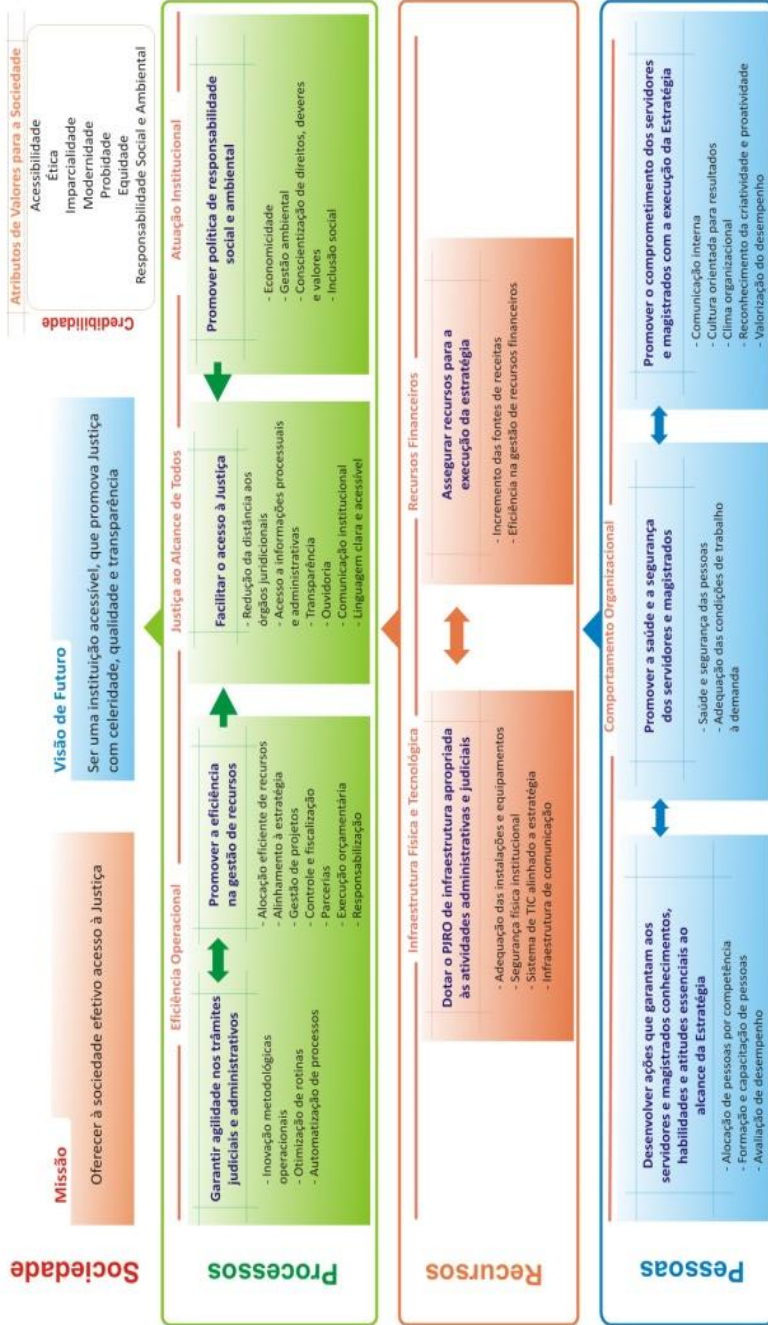 Sociedade
Missão
Oferecer à sociedade efetivo acesso à Justiça
Visão de Futuro
Ser uma instituição acessível, que promova Justiça
com celeridade, qualidade e transparência
Atributos de Valores para a Sociedade
Credibilidade
Acessibilidade
Ética
Imparcialidade
Modernidade
Probidade
Equidade
Responsabilidade Social e Ambiental
Processos
Eficiência Operacional
Garantir agilidade nos trâmites
judiciais e administrativos
- Inovação metodológicas
operacionais
- Otimização de rotinas
- Automatização de processos
Promover a eficiência
na gestão de recursos
- Alocação eficiente de recursos
- Alinhamento à estratégia
- Gestão de projetos
- Controle e fiscalização
- Parcerias
- Execução orçamentária
- Responsabilização
Justiça ao Alcance de Todos
Facilitar o acesso à Justiça
- Redução da distância aos
órgãos juridicionais
- Acesso a informações processuais
e administrativas
- Transparência
- Ouvidoria
- Comunicação institucional
- Linguagem clara e acessível
Atuação Institucional
Promover política de responsabilidade
social e ambiental
- Economicidade
- Gestão ambiental
- Conscientização de direitos, deveres
e valores
- Inclusão social
Recursos
Infraestrutura Física e Tecnológica
Dotar o PJRO de infraestrutura apropriada
às atividades administrativas e judiciais
- Adequação das instalações e equipamentos
- Segurança física institucional
- Sistema de TIC alinhado a estratégia
- Infraestrutura de comunicação
Recursos Financeiros
Assegurar recursos para a
execução da estratégia
- Incremento das fontes de receitas
- Eficiência na gestão de recursos financeiros
Pessoas
Comportamento Organizacional
Desenvolver ações que garantam aos
servidores e magistrados conhecimentos,
habilidades e atitudes essenciais ao
alcance da Estratégia
- Alocação de pessoas por competência
- Formação e capacitação de pessoas
- Avaliação de desempenho
Promover a saúde e a segurança
dos servidores e magistrados
- Saúde e segurança das pessoas
- Adequação das condições de trabalho
à demanda
Promover o comprometimento dos servidores
e magistrados com a execução da Estratégia
- Comunicação interna
- Cultura orientada para resultados
- Clima organizacional
- Reconhecimento da criatividade e proatividade
- Valorização do desempenho